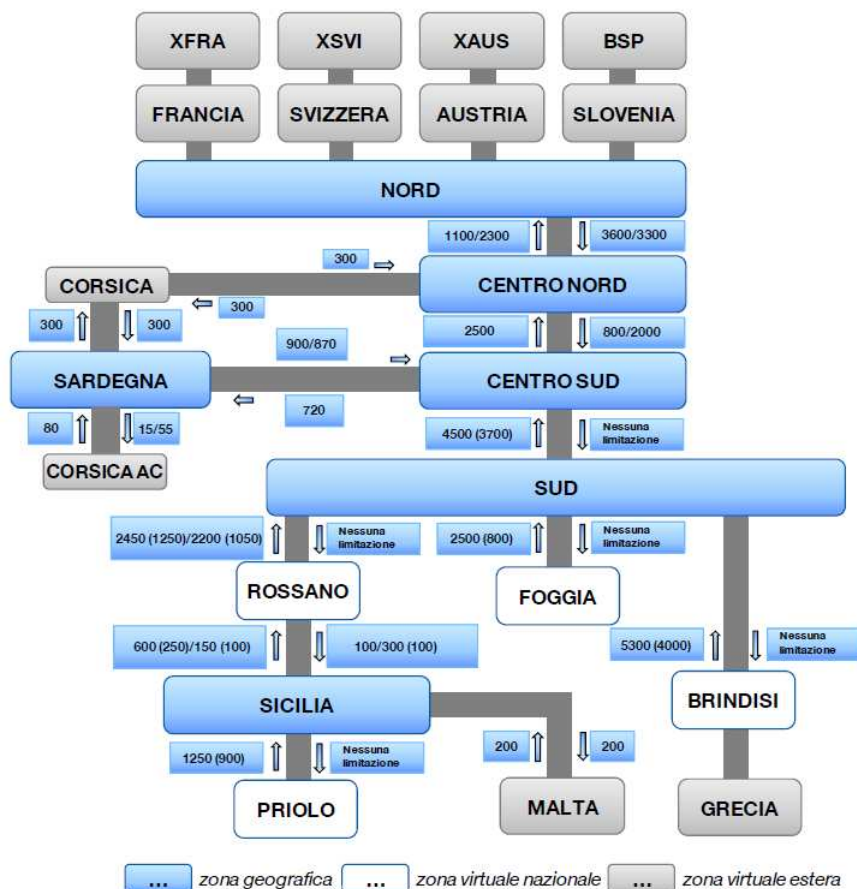 XFRA XSVI XAUS BSP
FRANCIA SVIZZERA AUSTRIA SLOVENIA
NORD
1100/2300 3600/3300
300
CORSICA CENTRO NORD
300
300 300 2500 800/2000
900/870
SARDEGNA CENTRO SUD
720
80 15/55 4500 (3700) Nessuna
limitazione
CORSICA AC
SUD
2450 (1250)/2200 (1050) Nessuna
limitazione
2500 (800) Nessuna
limitazione
ROSSANO FOGGIA
600 (250)/150 (100) 100/300 (100) 5300 (4000) Nessuna
limitazione
SICILIA BRINDISI
1250 (900) Nessuna
limitazione
200 200
PRIOLO MALTA GRECIA
... zona geografica ... zona virtuale nazionale ... zona virtuale estera